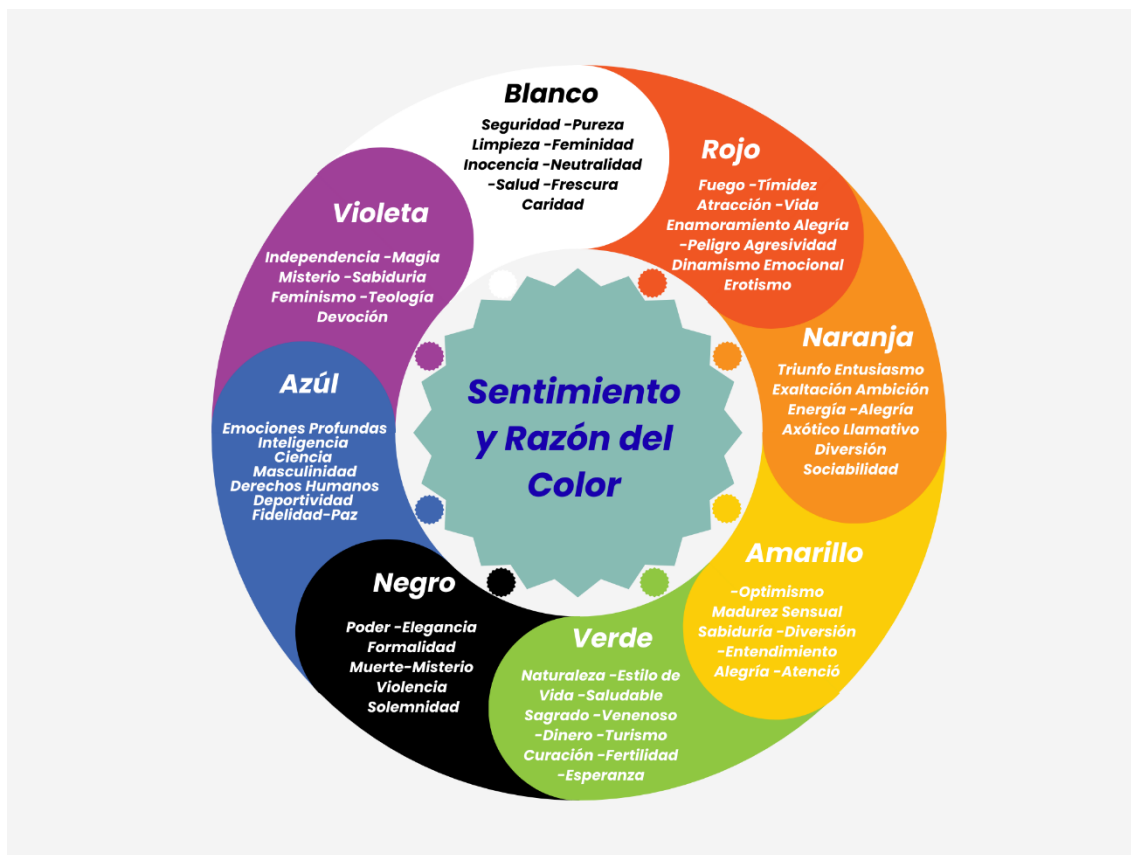 Sentimiento
y Razón del
Color
Blanco
Seguridad -Pureza
Limpieza -Feminidad
Inocencia -Neutralidad
-Salud -Frescura
Caridad
Rojo
Fuego -Tímidez
Atracción -Vida
Enamoramiento Alegría
-Peligro Agresividad
Dinamismo Emocional
Erotismo
Naranja
Triunfo Entusiasmo
Exaltación Ambición
Energía -Alegría
Axótico Llamativo
Diversión
Sociabilidad
Amarillo
-Optimismo
Madurez Sensual
Sabiduría -Diversión
-Entendimiento
Alegría -Atenció
Verde
Naturaleza -Estilo de
Vida -Saludable
Sagrado -Venenoso
-Dinero -Turismo
Curación -Fertilidad
-Esperanza
Negro
Poder -Elegancia
Formalidad
Muerte-Misterio
Violencia
Solemnidad
Azúl
Emociones Profundas
Inteligencia
Ciencia
Masculinidad
Derechos Humanos
Deportividad
Fidelidad-Paz
Violeta
Independencia -Magia
Misterio -Sabiduria
Feminismo -Teología
Devoción